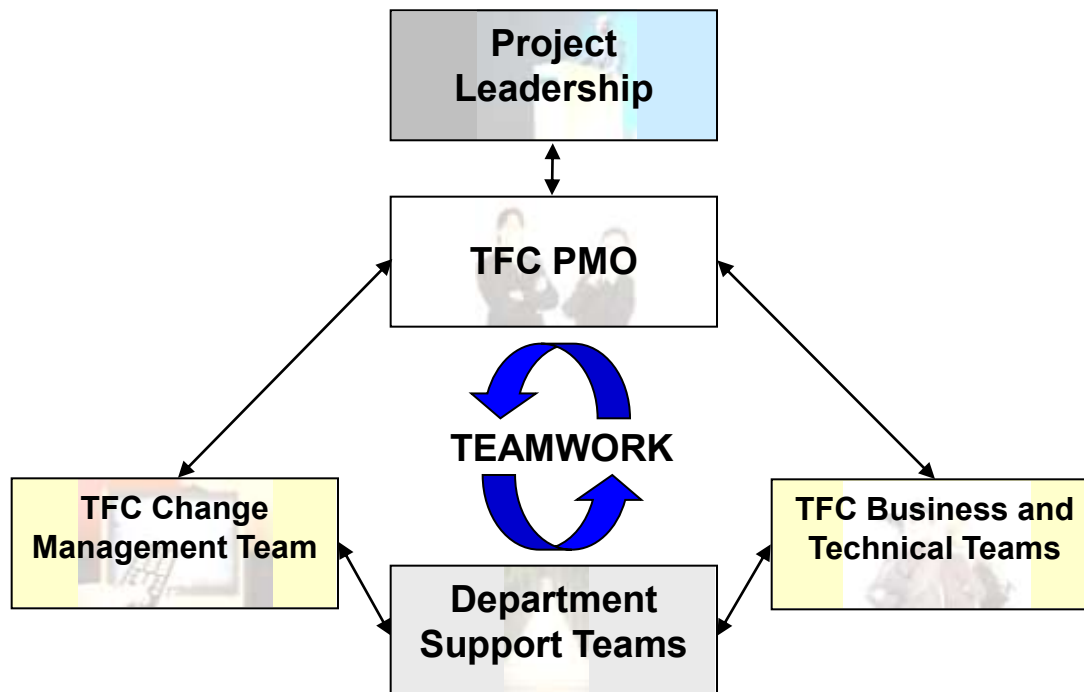 Project
Leadership
TFC PMO
TEAMWORK
TFC Change
Management Team
TFC Business and
Technical Teams
Department
Support Teams